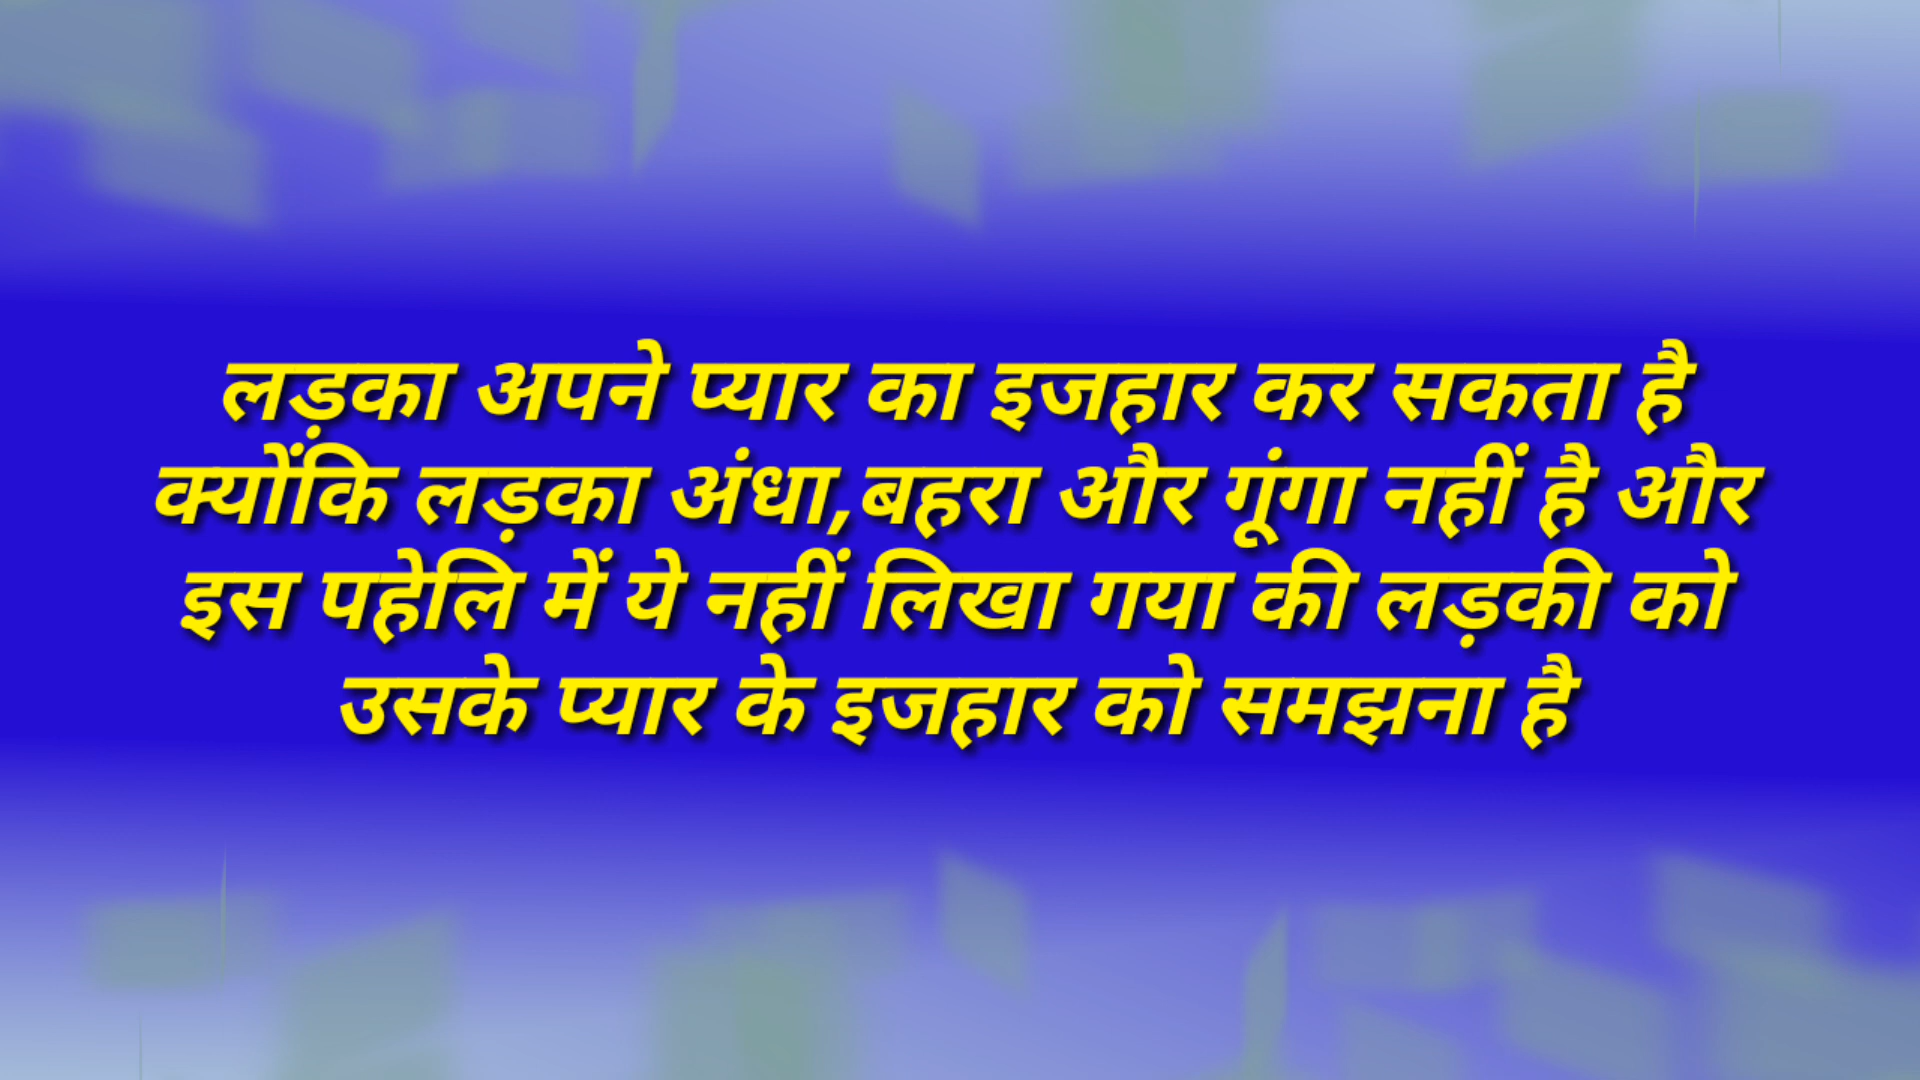 लड़का अपने प्यार का इजहार कर सकता है
क्योंकि लड़का अंधा,बहरा और गूंगा नहीं है और
इस पहेलि में ये नहीं लिखा गया की लड़की को
उसके प्यार के इजहार को समझना है